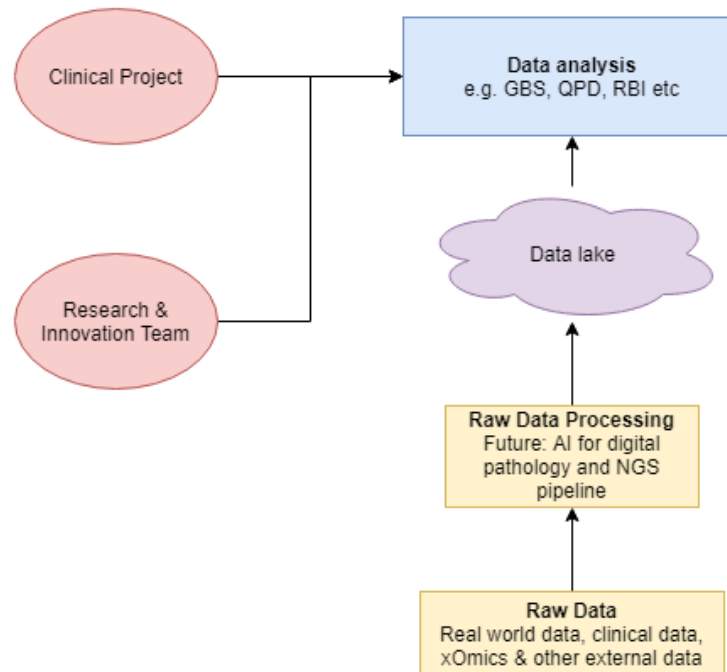 Clinical Project
Data analysis
e.g. GBS, QPD, RBI etc
Data lake
Research &
Innovation Team
Raw Data Processing
Future: AI for digital
pathology and NGS
pipeline
Raw Data
Real world data, clinical data,
xOmics & other external data